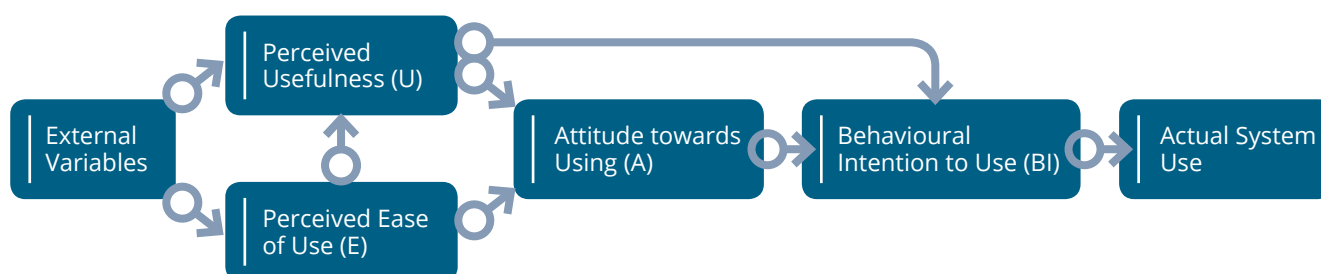 Perceived
Usefulness (U)
External
Variables
Attitude towards
Using (A)
Behavioural
Intention to Use (BI)
Actual System
Use
Perceived Ease
of Use (E)